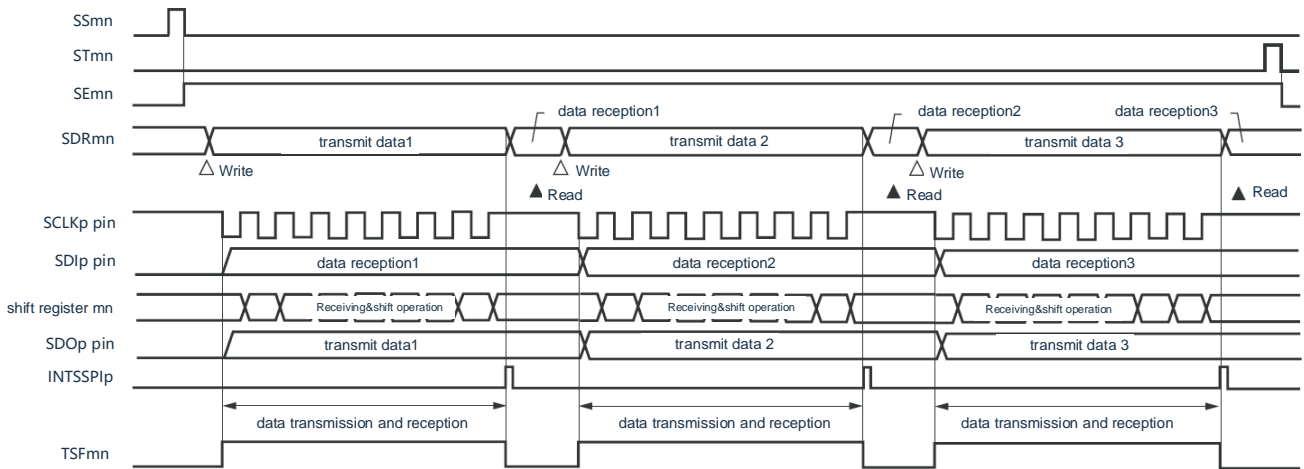 SSmn
STmn
SEmn
data reception1 data reception2 data reception3
SDRmn transmit data1 transmit data 2 transmit data 3
Write Write Write
Read Read Read
SCLKp pin
SDIp pin data reception1 data reception2 data reception3
shift register mn Receiving&shift operation Receiving&shift operation Receiving&shift operation
SDOp pin transmit data1 transmit data 2 transmit data 3
INTSSPIp
data transmission and reception data transmission and reception data transmission and reception
TSFmn